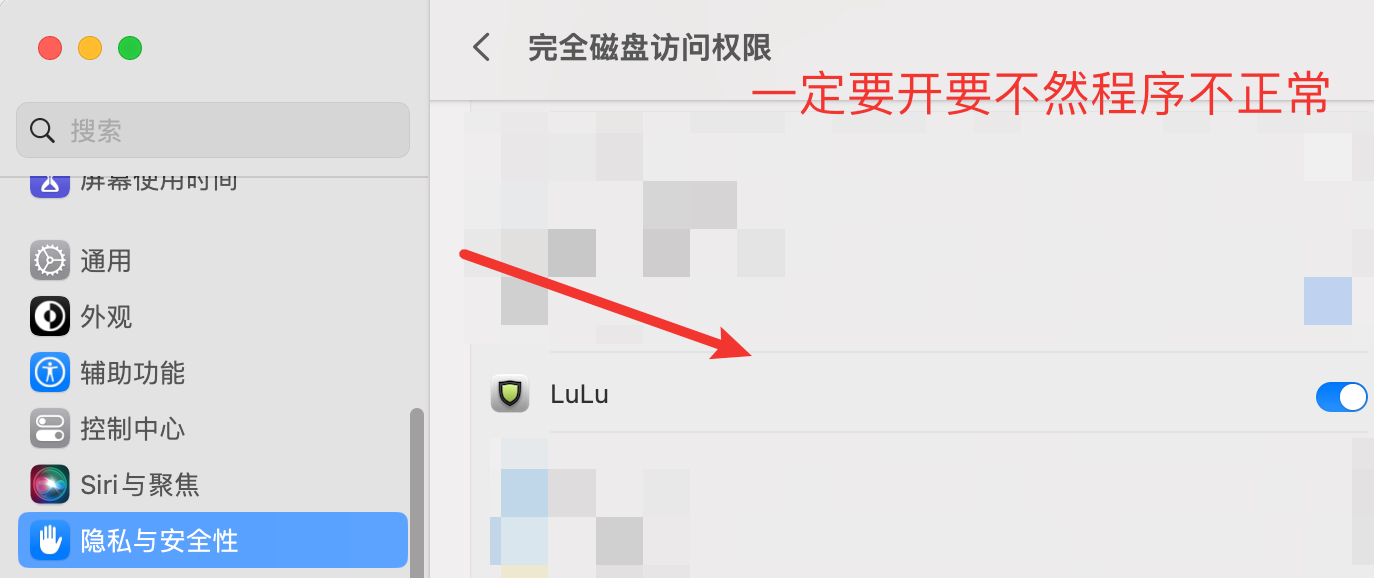 完全磁盘访问权限
一定要开要不然程序不正常
搜索
屏幕使用时间
通用
外观
辅助功能
控制中心
Siri与聚焦
隐私与安全性
LuLu